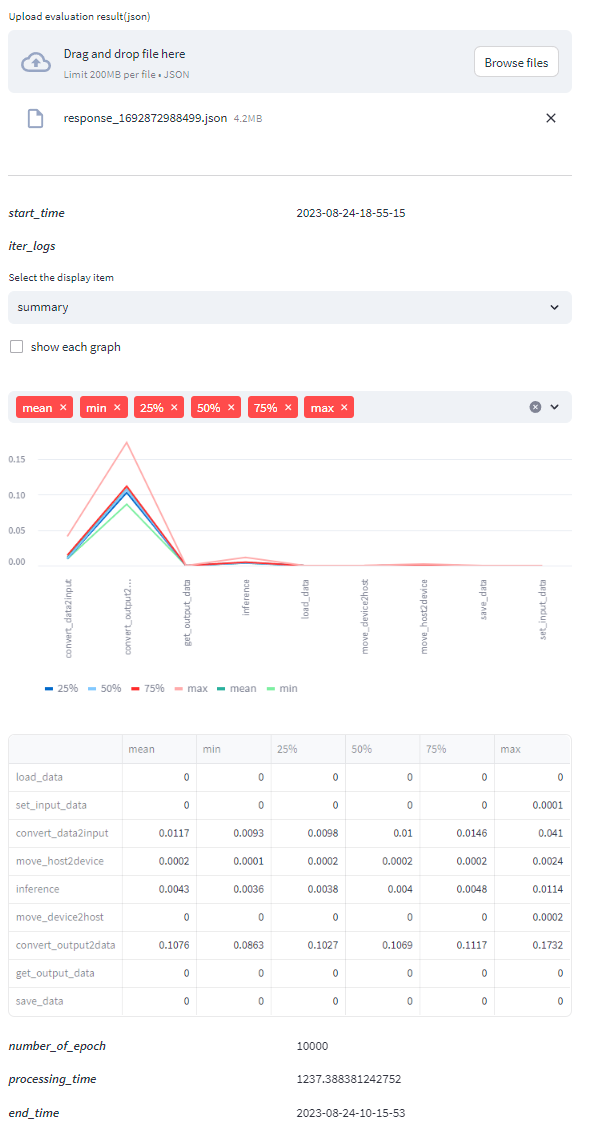 Upload evaluation result(json)
Drag and drop file here
Limit 200MB per file • JSON
Browse files
response_1692872988499.json 4.2MB
start_time 2023-08-24-18-55-15
iter_logs
Select the display item
summary
show each graph
mean × min × 25% × 50% × 75% × max ×
0.15
0.10
0.05
0.00
convert_data2input
convert_output2...
get_output_data
inference
load_data
move_device2host
move_host2device
save_data
set_input_data
25% 50% 75% max mean min
mean min 25% 50% 75% max
load_data 0 0 0 0 0 0
set_input_data 0 0 0 0 0 0.0001
convert_data2input 0.0117 0.0093 0.0098 0.01 0.0146 0.041
move_host2device 0.0002 0.0001 0.0002 0.0002 0.0002 0.0024
inference 0.0043 0.0036 0.0038 0.004 0.0048 0.0114
move_device2host 0 0 0 0 0 0.0002
convert_output2data 0.1076 0.0863 0.1027 0.1069 0.1117 0.1732
get_output_data 0 0 0 0 0 0
save_data 0 0 0 0 0 0
number_of_epoch 10000
processing_time 1237.388381242752
end_time 2023-08-24-10-15-53